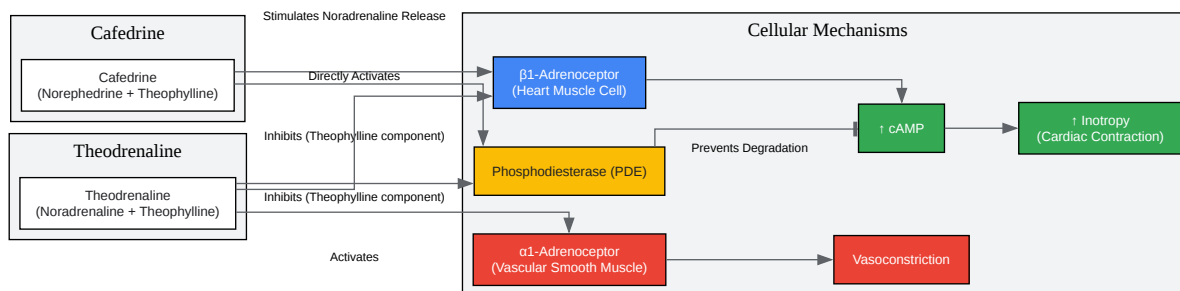 Stimulates Noradrenaline Release
Cafedrine
Cafedrine
(Norephedrine + Theophylline)
Directly Activates
Inhibits (Theophylline component)
Theodrenaline
Theodrenaline
(Noradrenaline + Theophylline)
Inhibits (Theophylline component)
Activates
Cellular Mechanisms
β1-Adrenoceptor
(Heart Muscle Cell)
↑ cAMP
↑ Inotropy
(Cardiac Contraction)
Prevents Degradation
Phosphodiesterase (PDE)
α1-Adrenoceptor
(Vascular Smooth Muscle)
Vasoconstriction